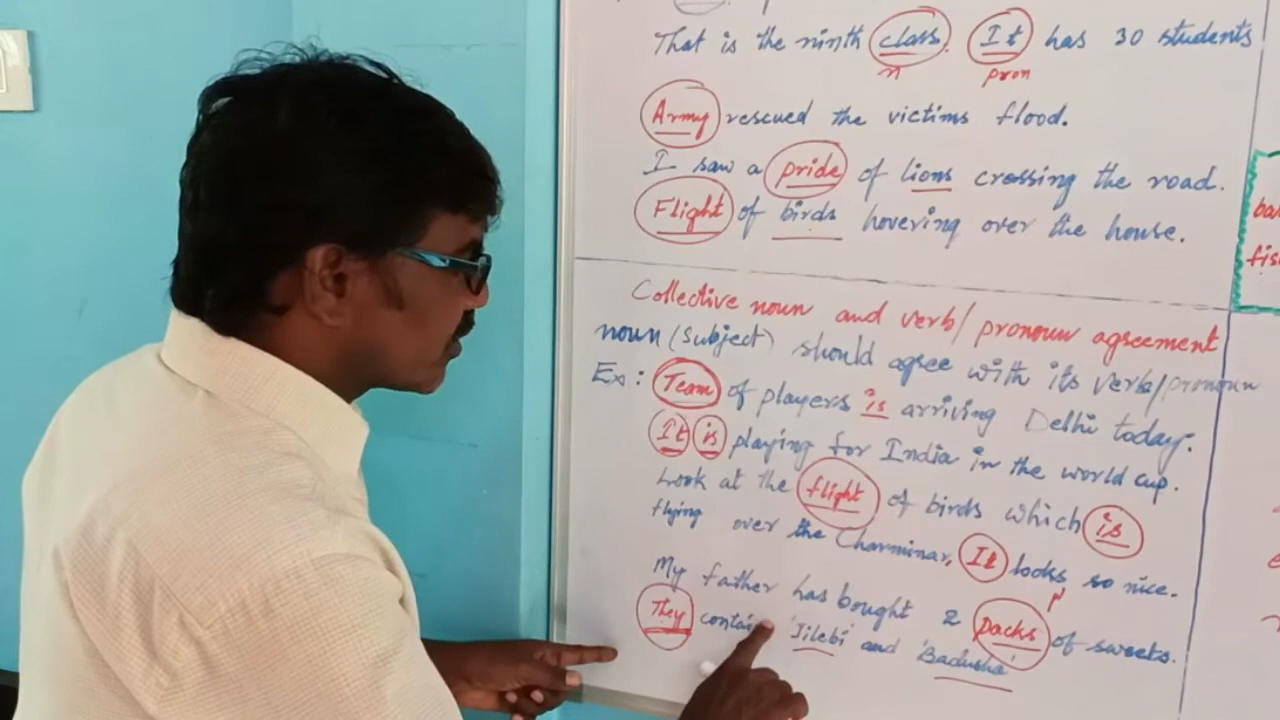 That is the ninth class. It has 30 students
n pron
Army rescued the victims flood.
I saw a pride of lions crossing the road.
Flight of birds hovering over the house.
Collective noun and verb/pronoun agreement
noun (subject) should agree with its verb/pronoun
Ex: Team of players is arriving Delhi today.
It is playing for India in the world cup.
Look at the flight of birds which is
flying over the Charminar, It looks so nice.
My father has bought 2 packs of sweets.
They contain 'Jilebi' and 'Badusha'